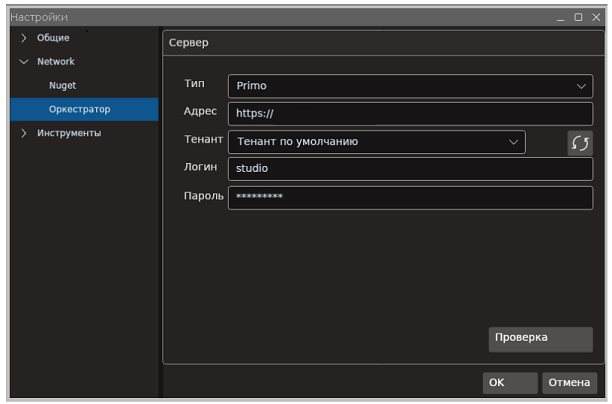 Настройки
Общие
Network
Nuget
Оркестратор
Инструменты
Сервер
Тип Primo
Адрес https://
Тенант Тенант по умолчанию
Логин studio
Пароль *********
Проверка
OK Отмена